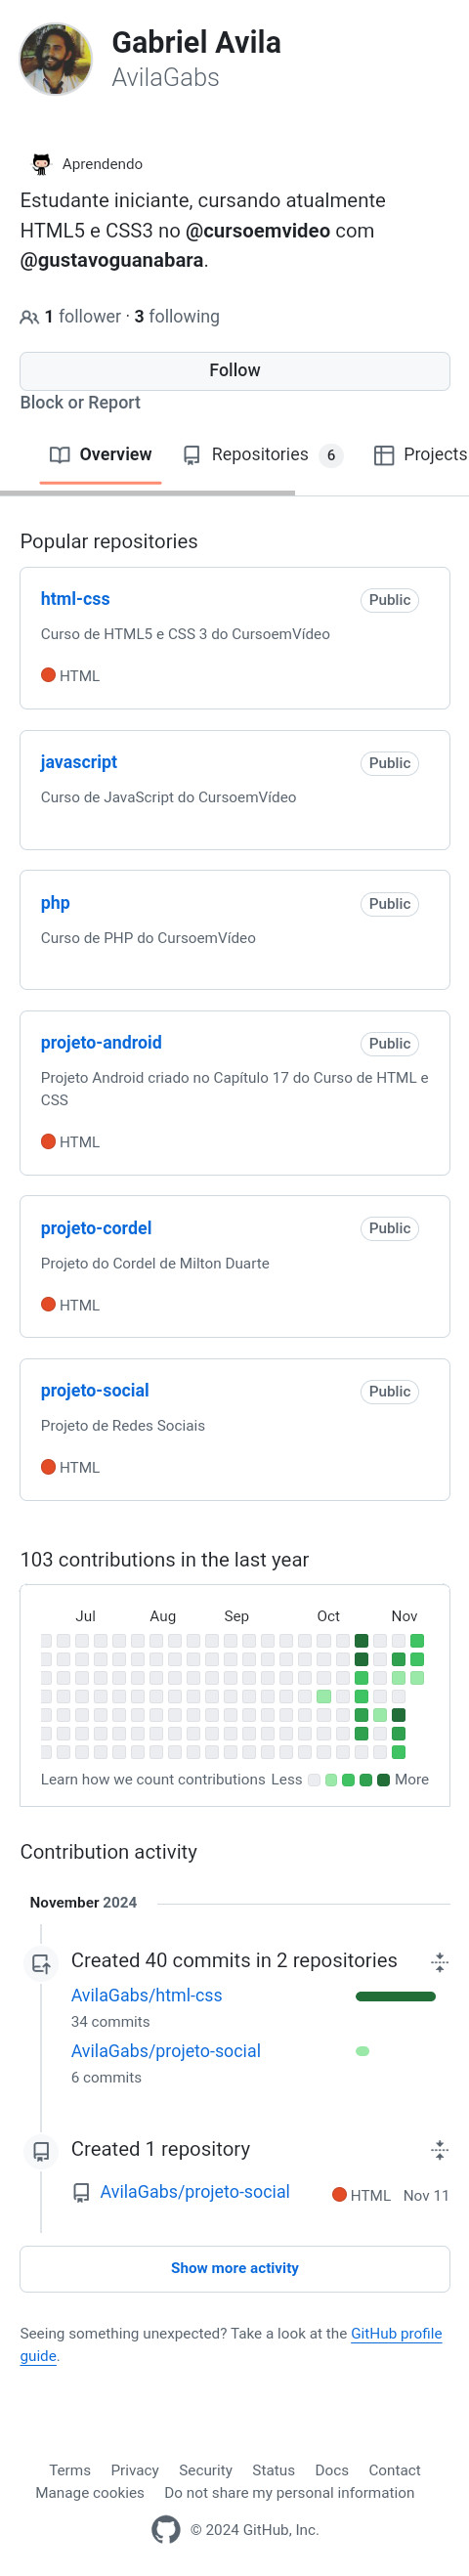 Gabriel Avila
AvilaGabs
Aprendendo
Estudante iniciante, cursando atualmente
HTML5 e CSS3 no @cursoemvideo com
@gustavoguanabara.
1 follower · 3 following
Follow
Block or Report
Overview Repositories 6 Projects
Popular repositories
html-css Public
Curso de HTML5 e CSS 3 do CursoemVídeo
HTML
javascript Public
Curso de JavaScript do CursoemVídeo
php Public
Curso de PHP do CursoemVídeo
projeto-android Public
Projeto Android criado no Capítulo 17 do Curso de HTML e
CSS
HTML
projeto-cordel Public
Projeto do Cordel de Milton Duarte
HTML
projeto-social Public
Projeto de Redes Sociais
HTML
103 contributions in the last year
Jul Aug Sep Oct Nov
Learn how we count contributions Less More
Contribution activity
November 2024
Created 40 commits in 2 repositories
AvilaGabs/html-css
34 commits
AvilaGabs/projeto-social
6 commits
Created 1 repository
AvilaGabs/projeto-social HTML Nov 11
Show more activity
Seeing something unexpected? Take a look at the GitHub profile
guide.
Terms Privacy Security Status Docs Contact
Manage cookies Do not share my personal information
© 2024 GitHub, Inc.